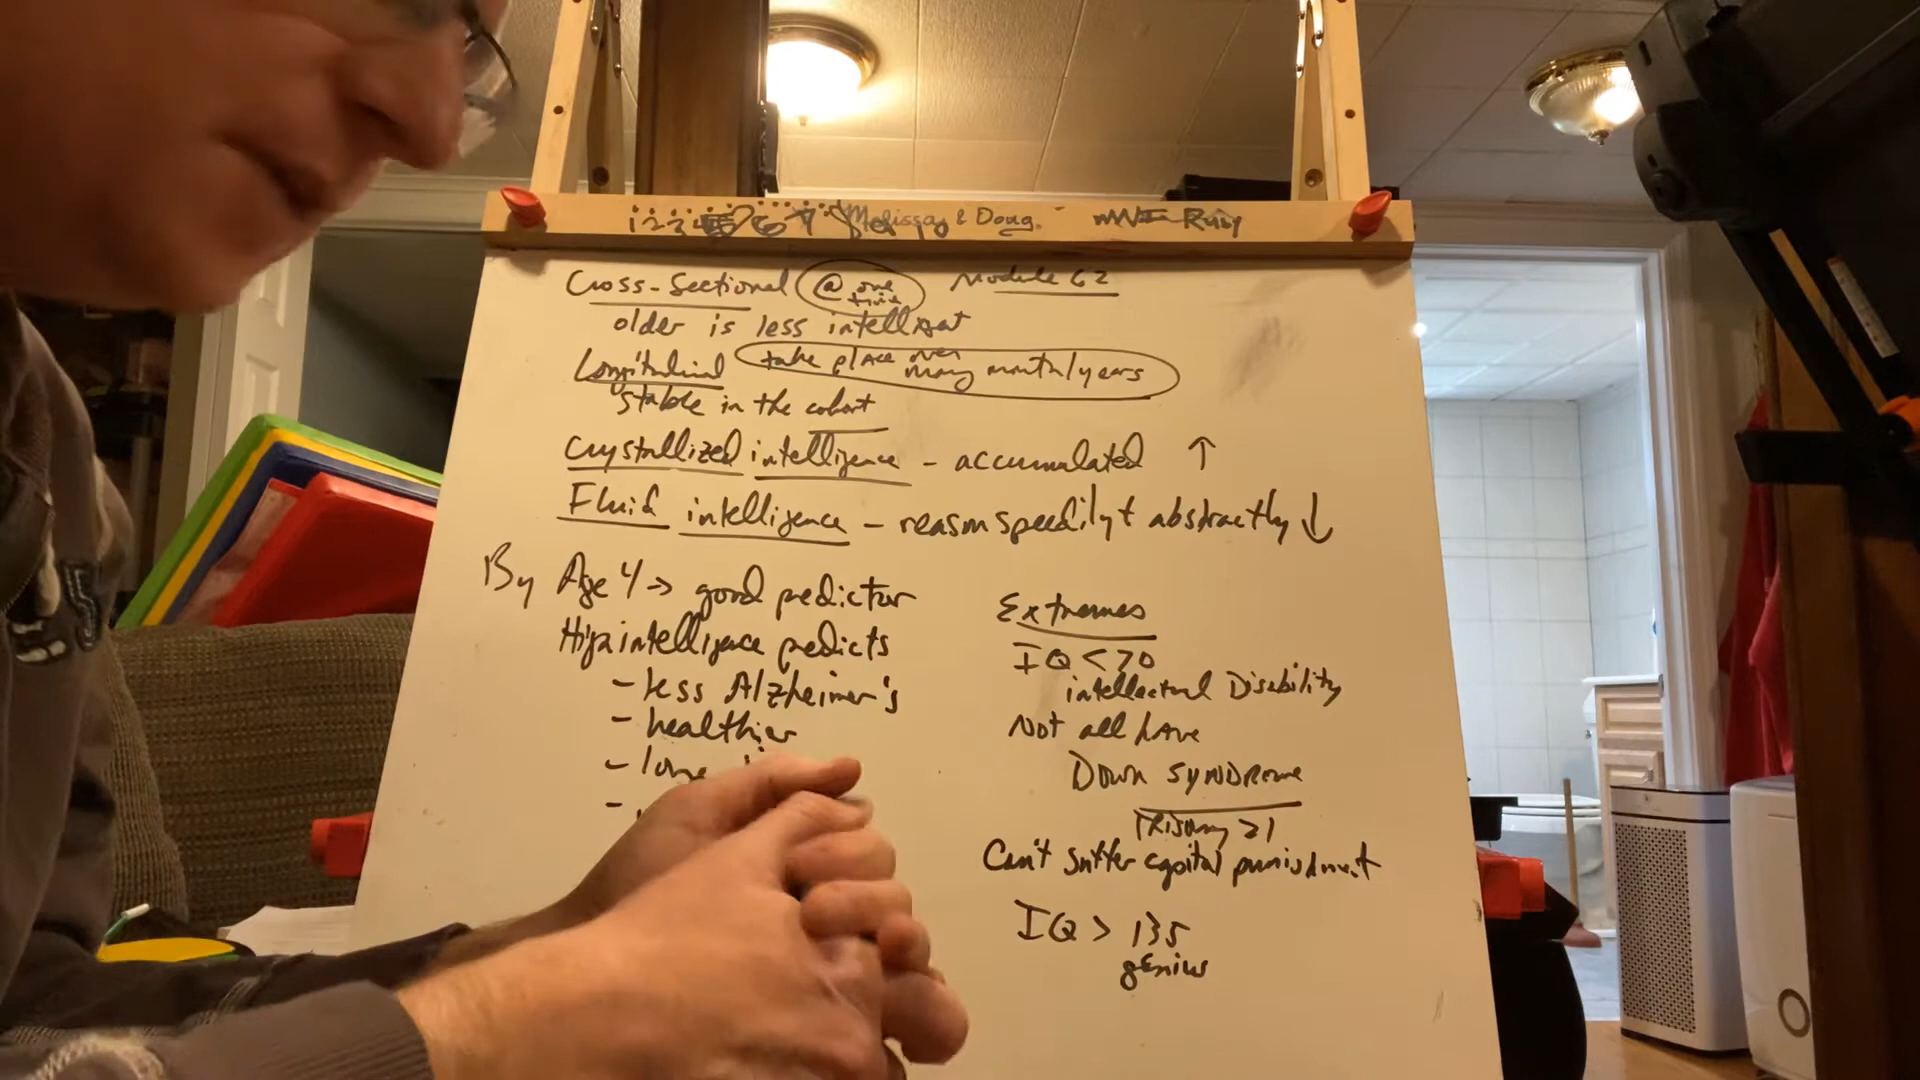 1234567 Melissa & Doug Ruby
Cross-Sectional @ one time Module 62
older is less intelligent
Longitudinal take place over many month/years
stable in the cohort
Crystallized intelligence - accumulated ↑
Fluid intelligence - reason speedily + abstractly ↓
By Age 4 → good predictor
High intelligence predicts
- less Alzheimer's
- healthier
Extremes
IQ < 70
intellectual Disability
Not all have
Down Syndrome
Trisomy 21
Can't suffer capital punishment
IQ > 135
genius